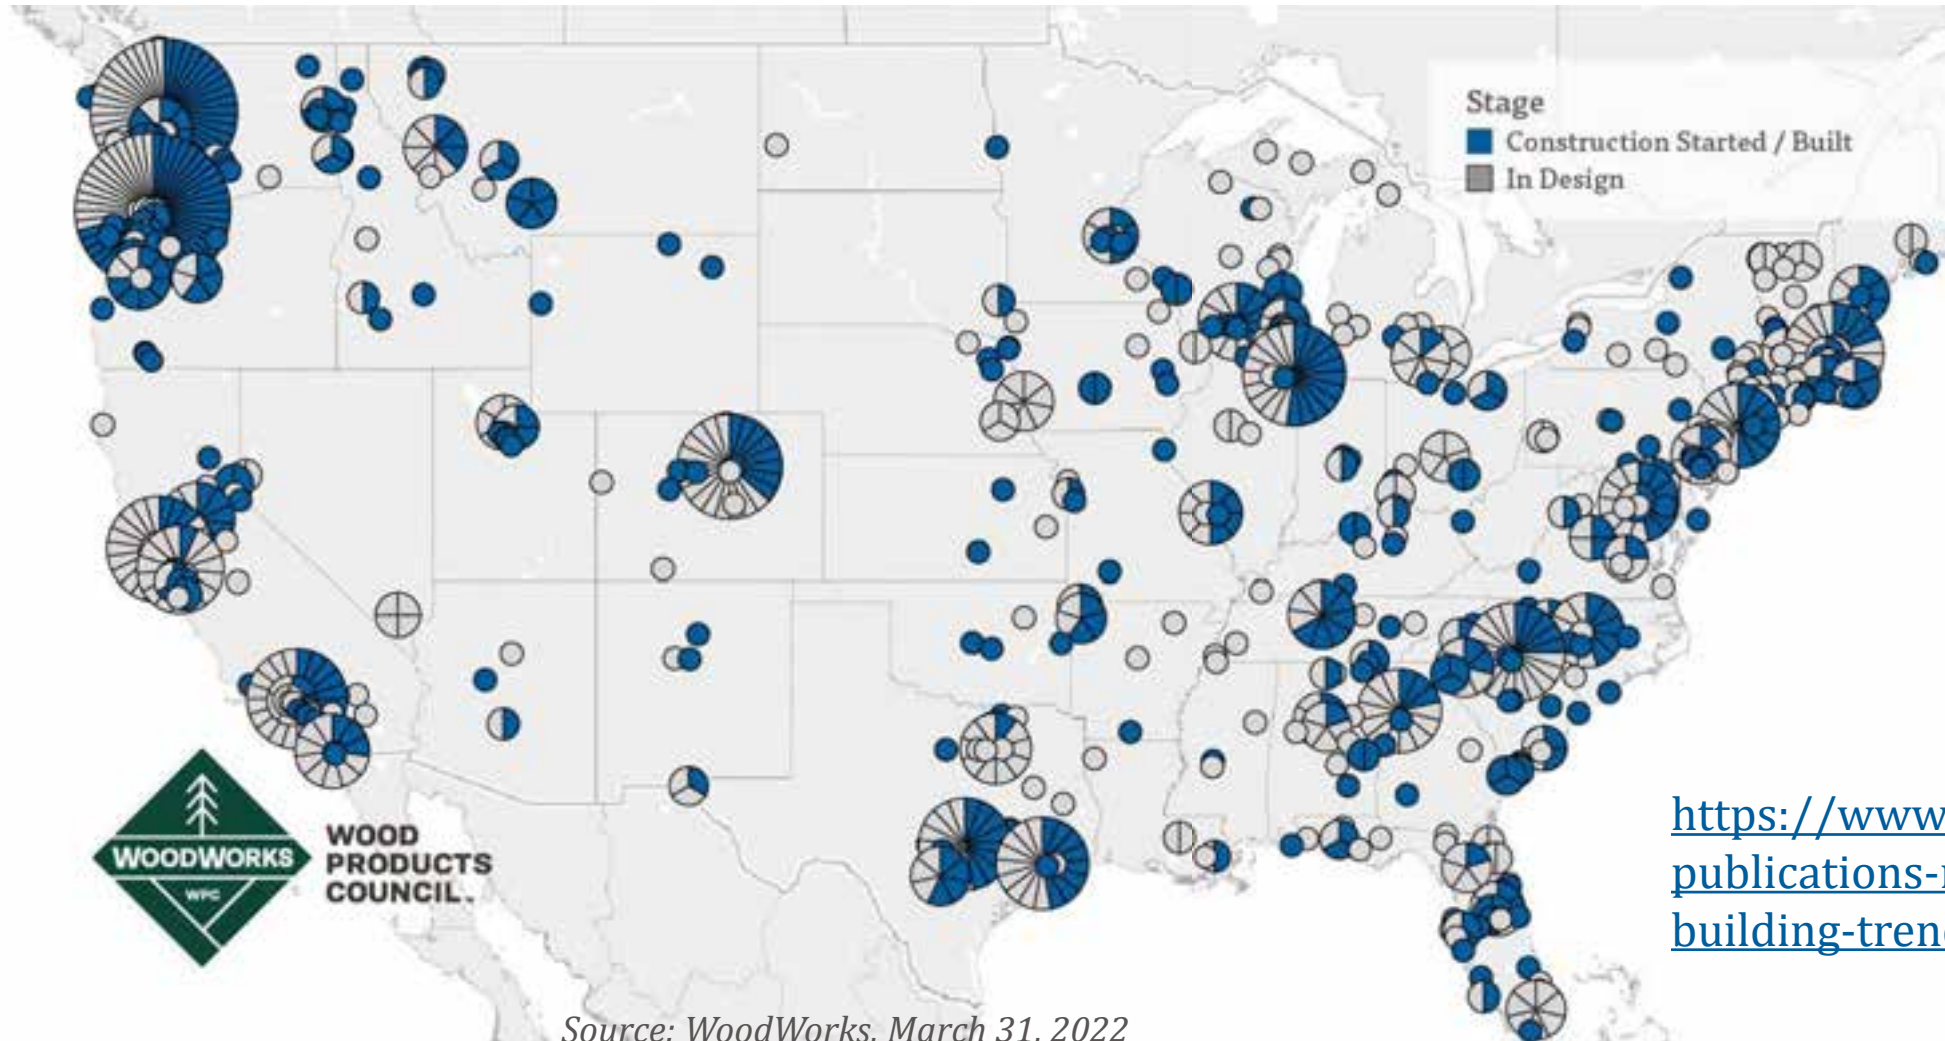 Stage
Construction Started / Built
In Design
WOODWORKS
WPC
WOOD
PRODUCTS
COUNCIL.
https://www
publications-
building-tren
Source: WoodWorks, March 31, 2022